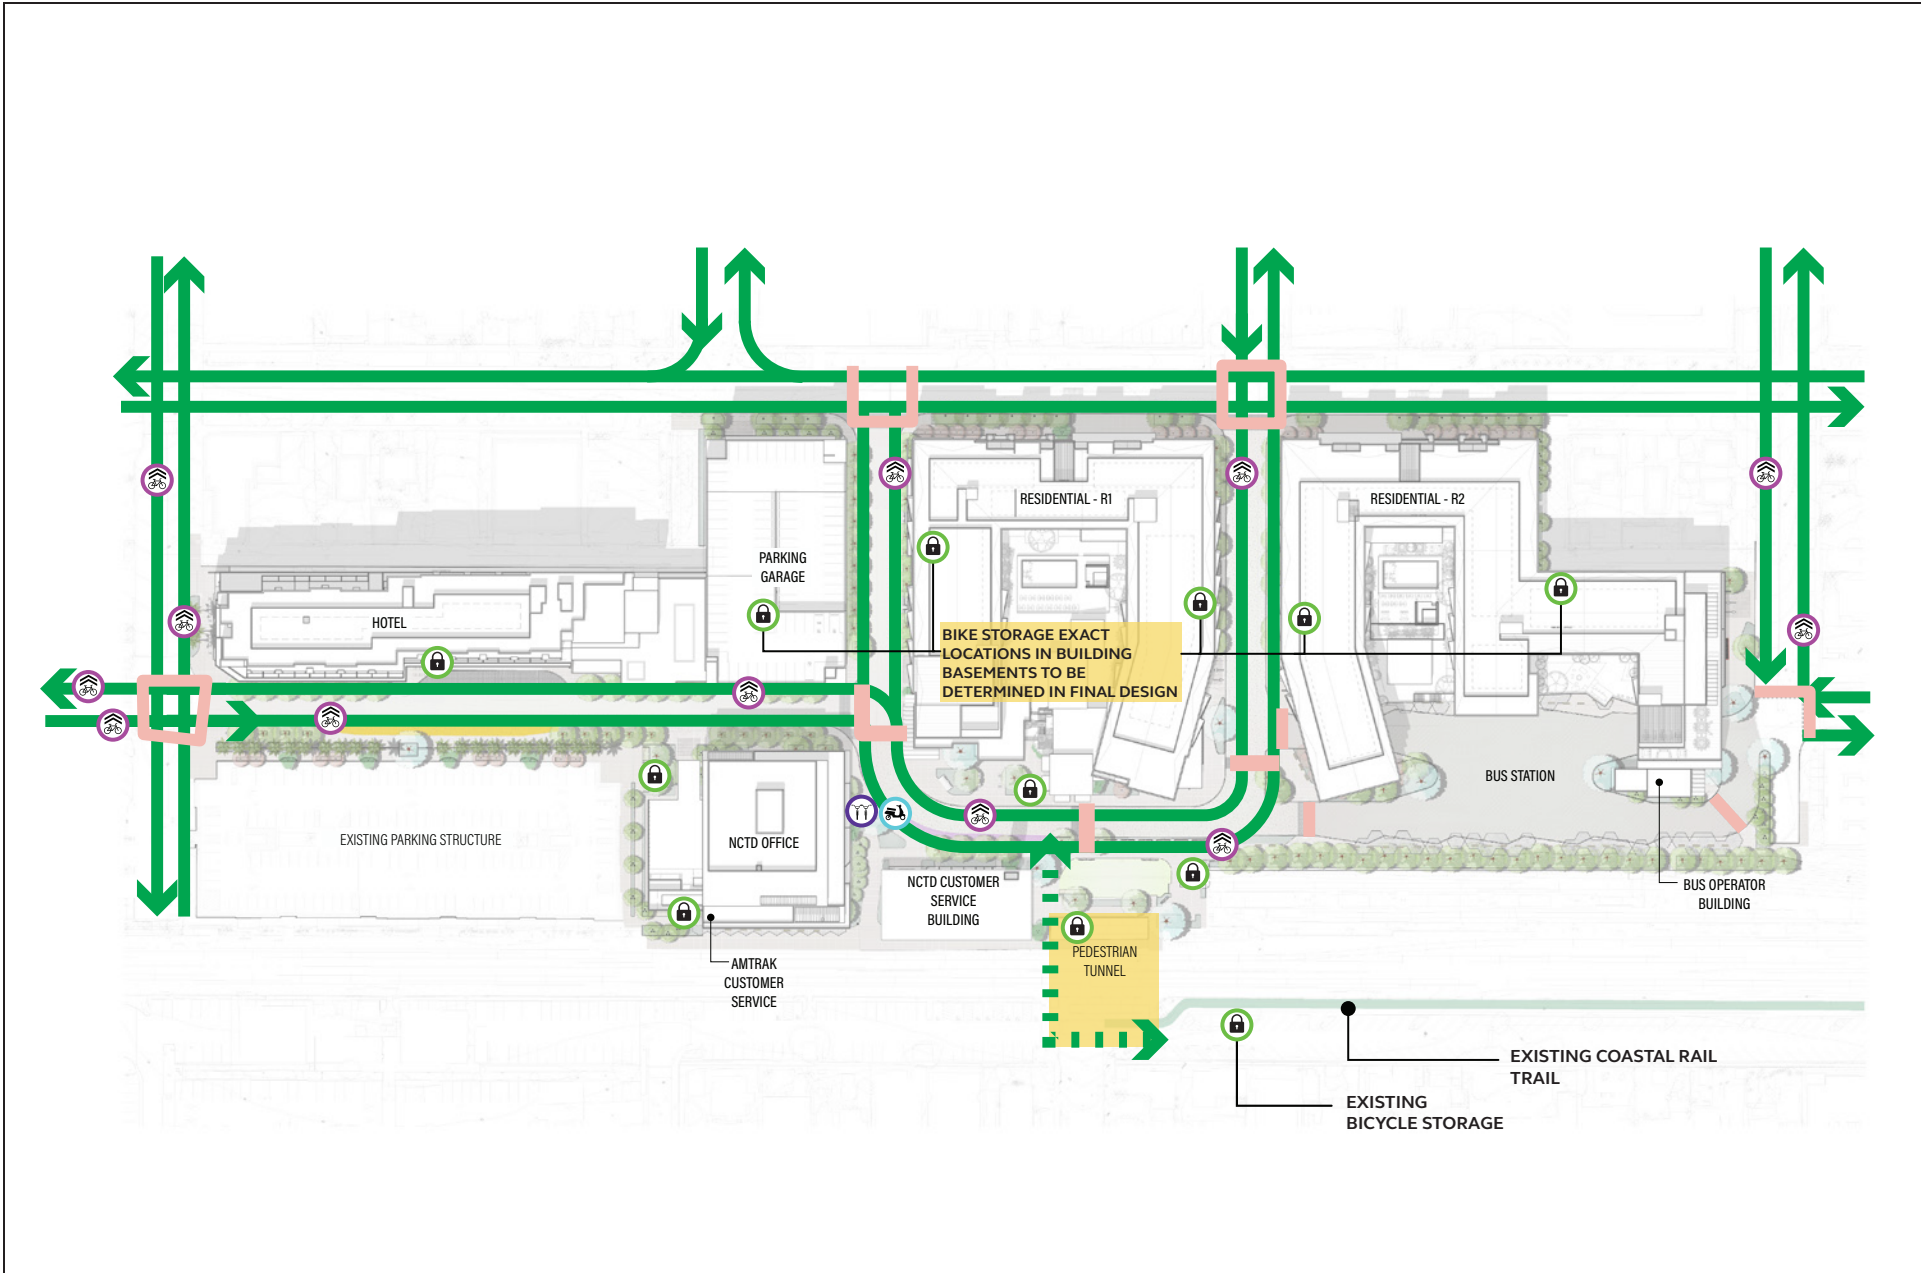 RESIDENTIAL - R1
RESIDENTIAL - R2
PARKING
GARAGE
HOTEL
BIKE STORAGE EXACT
LOCATIONS IN BUILDING
BASEMENTS TO BE
DETERMINED IN FINAL DESIGN
BUS STATION
EXISTING PARKING STRUCTURE
NCTD OFFICE
NCTD CUSTOMER
SERVICE
BUILDING
BUS OPERATOR
BUILDING
PEDESTRIAN
TUNNEL
AMTRAK
CUSTOMER
SERVICE
EXISTING COASTAL RAIL
TRAIL
EXISTING
BICYCLE STORAGE